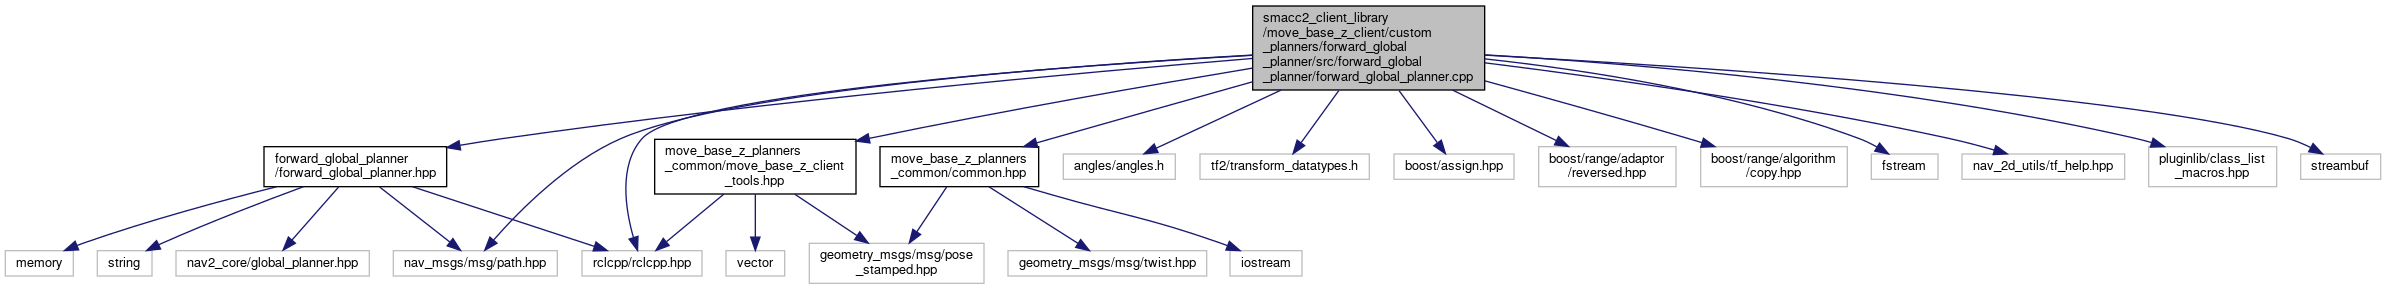 smacc2_client_library
/move_base_z_client/custom
_planners/forward_global
_planner/src/forward_global
_planner/forward_global_planner.cpp
forward_global_planner
/forward_global_planner.hpp
move_base_z_planners
_common/move_base_z_client
_tools.hpp
move_base_z_planners
_common/common.hpp
angles/angles.h
tf2/transform_datatypes.h
boost/assign.hpp
boost/range/adaptor
/reversed.hpp
boost/range/algorithm
/copy.hpp
fstream
nav_2d_utils/tf_help.hpp
pluginlib/class_list
_macros.hpp
streambuf
memory
string
nav2_core/global_planner.hpp
nav_msgs/msg/path.hpp
rclcpp/rclcpp.hpp
vector
geometry_msgs/msg/pose
_stamped.hpp
geometry_msgs/msg/twist.hpp
iostream